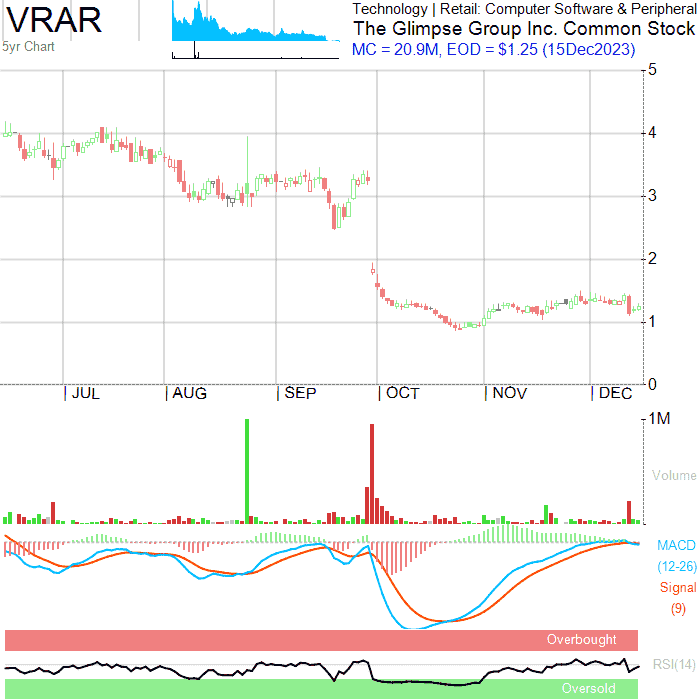 VRAR
5yr Chart
Technology | Retail: Computer Software & Peripheral
The Glimpse Group Inc. Common Stock
MC = 20.9M, EOD = $1.25 (15Dec2023)
5
4
3
2
1
0
| JUL | AUG | SEP | OCT | NOV | DEC
1M
Volume
MACD
(12-26)
Signal
(9)
Overbought
RSI(14)
Oversold